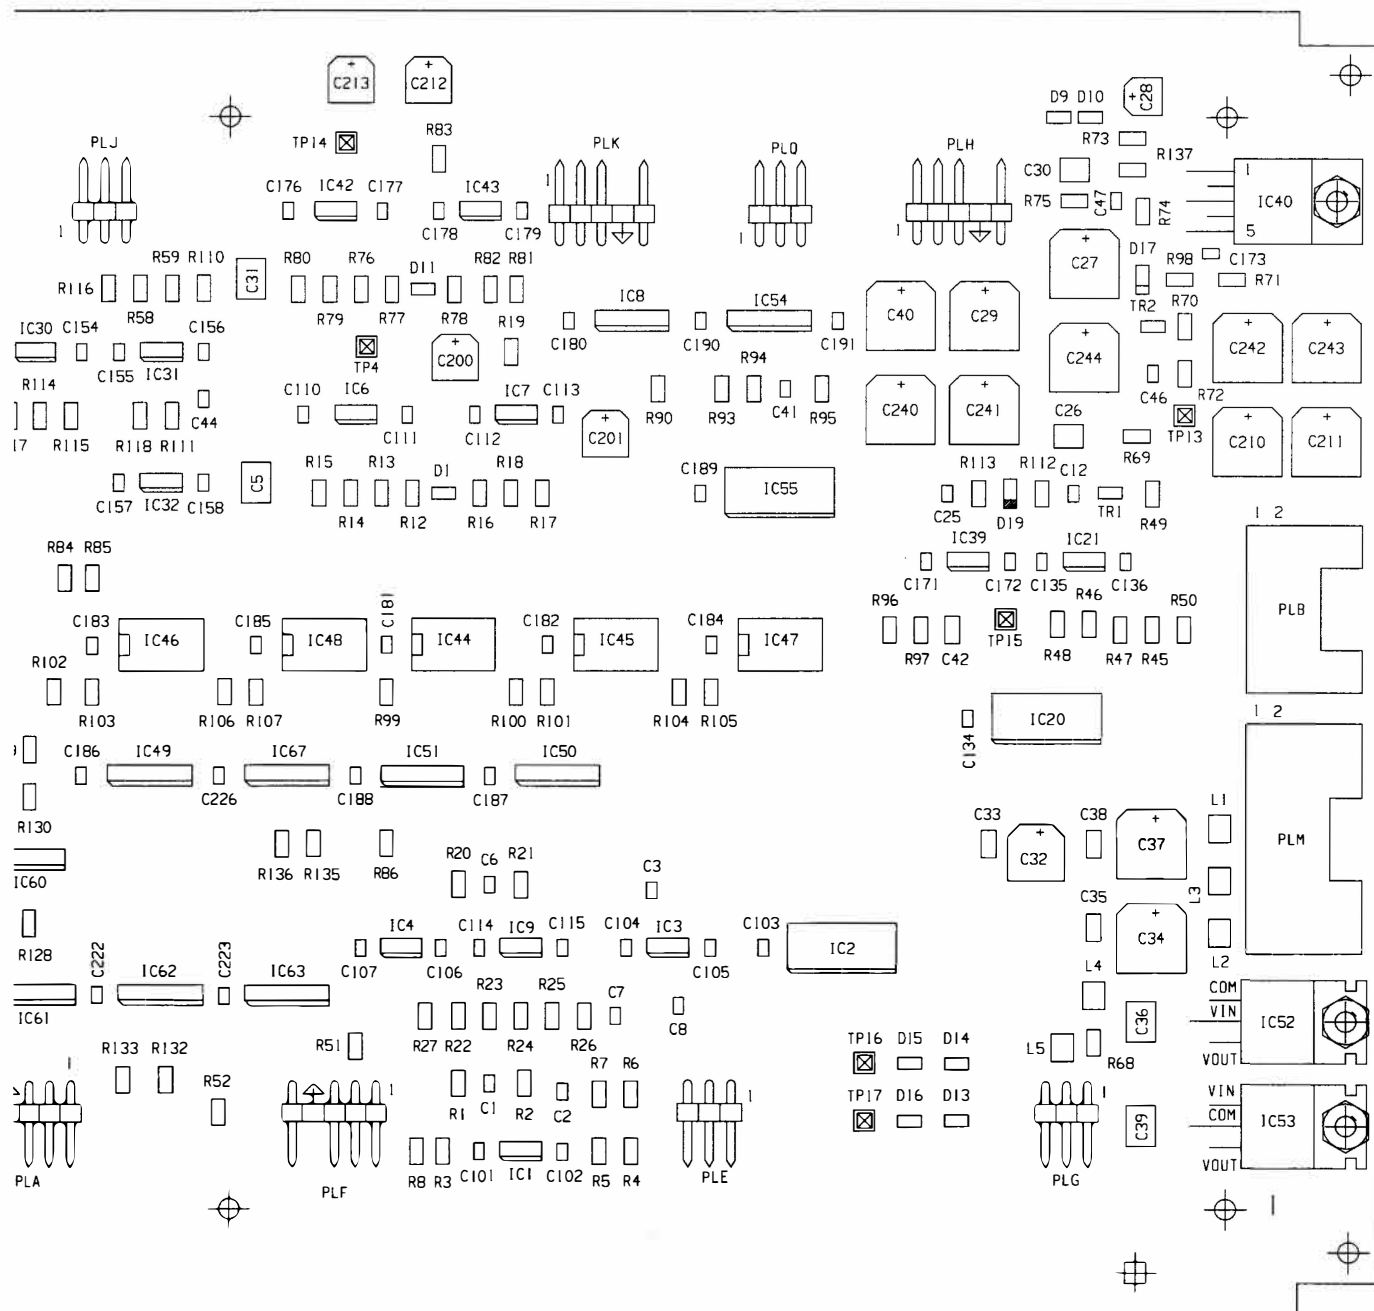 C213 C212
TP14 R83
D9 D10 C28
R73 R137
PLJ PLK PLQ PLH
C30 R75 C47 R74
1 IC40 5
C176 IC42 C177 IC43
C178 C179
1 1 1 1
R59 R110 C31 R80 R76 D11 R82 R81
R116 R58 R79 R77 R78 R19
C27 D17 R98 C173 R71
TR2 R70
IC8 IC54
C180 C190 C191
C40 C29 C244 C242 C243
IC30 C154 C156
C155 IC31
TP4 C200
R94
R114 C44 C110 IC6 IC7 C113
C111 C112 C201
R90 R93 C41 R95
C240 C241 C26 C46 R72 TP13 C210 C211
17 R115 R118 R111
R69
C157 IC32 C158 C5
R15 R13 D1 R18
R14 R12 R16 R17
C189 IC55
R113 R112 C12
C25 D19 TR1 R49
1 2
R84 R85
IC39 IC21
C171 C172 C135 C136
PLB
C183 IC46 C185 IC48 C181 IC44 C182 IC45 C184 IC47
R96 R46 R50
R97 C42 TP15 R48 R47 R45
R102
R103 R106 R107 R99 R100 R101 R104 R105
C134 IC20
1 2
C186 IC49 IC67 IC51 IC50
C226 C188 C187
R130
R136 R135 R86
C33 C32 C38 C37 L1
PLM
IC60
R20 C6 R21 C3
L3
C35 C34
R128
C222 C223
IC4 C114 IC9 C115 C104 IC3 C103
C107 C106 C105 IC2
L4 L2
IC61 IC62 IC63
R23 R25 C7
R27 R22 R24 R26 C8
C36
COM
VIN
IC52
VOUT
R133 R132 R51
TP16 D15 D14
L5 R68
R52
R7 R6
R1 C1 R2 C2
TP17 D16 D13
C39
VIN
COM
IC53
VOUT
1 1 1 1
R8 R3 C101 IC1 C102 R5 R4
PLA PLF PLE PLG